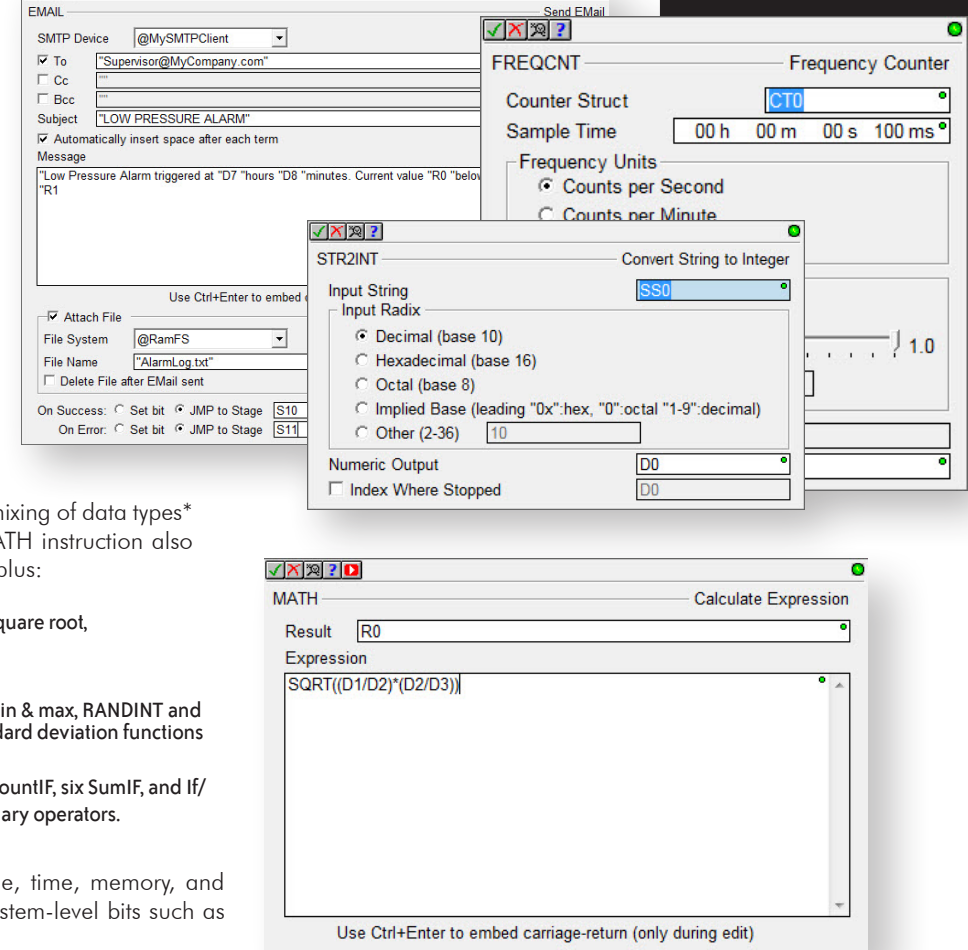 EMAIL Send EMail
SMTP Device @MySMTPClient
To "Supervisor@MyCompany.com"
Cc ""
Bcc ""
Subject "LOW PRESSURE ALARM"
Automatically insert space after each term
Message
"Low Pressure Alarm triggered at "D7 "hours "D8 "minutes. Current value "R0 "below
"R1
Use Ctrl+Enter to embed
Attach File
File System @RamFS
File Name "AlarmLog.txt"
Delete File after EMail sent
On Success: Set bit JMP to Stage S10
On Error: Set bit JMP to Stage S11
FREQCNT Frequency Counter
Counter Struct CT0
Sample Time 00 h 00 m 00 s 100 ms
Frequency Units
Counts per Second
Counts per Minute
1.0
STR2INT Convert String to Integer
Input String SS0
Input Radix
Decimal (base 10)
Hexadecimal (base 16)
Octal (base 8)
Implied Base (leading "0x":hex, "0":octal "1-9":decimal)
Other (2-36) 10
Numeric Output D0
Index Where Stopped D0
mixing of data types*
ATH instruction also
plus:
quare root,
in & max, RANDINT and
dard deviation functions
ountIF, six SumIF, and If/
ary operators.
e, time, memory, and
stem-level bits such as
MATH Calculate Expression
Result R0
Expression
SQRT((D1/D2)*(D2/D3))
Use Ctrl+Enter to embed carriage-return (only during edit)